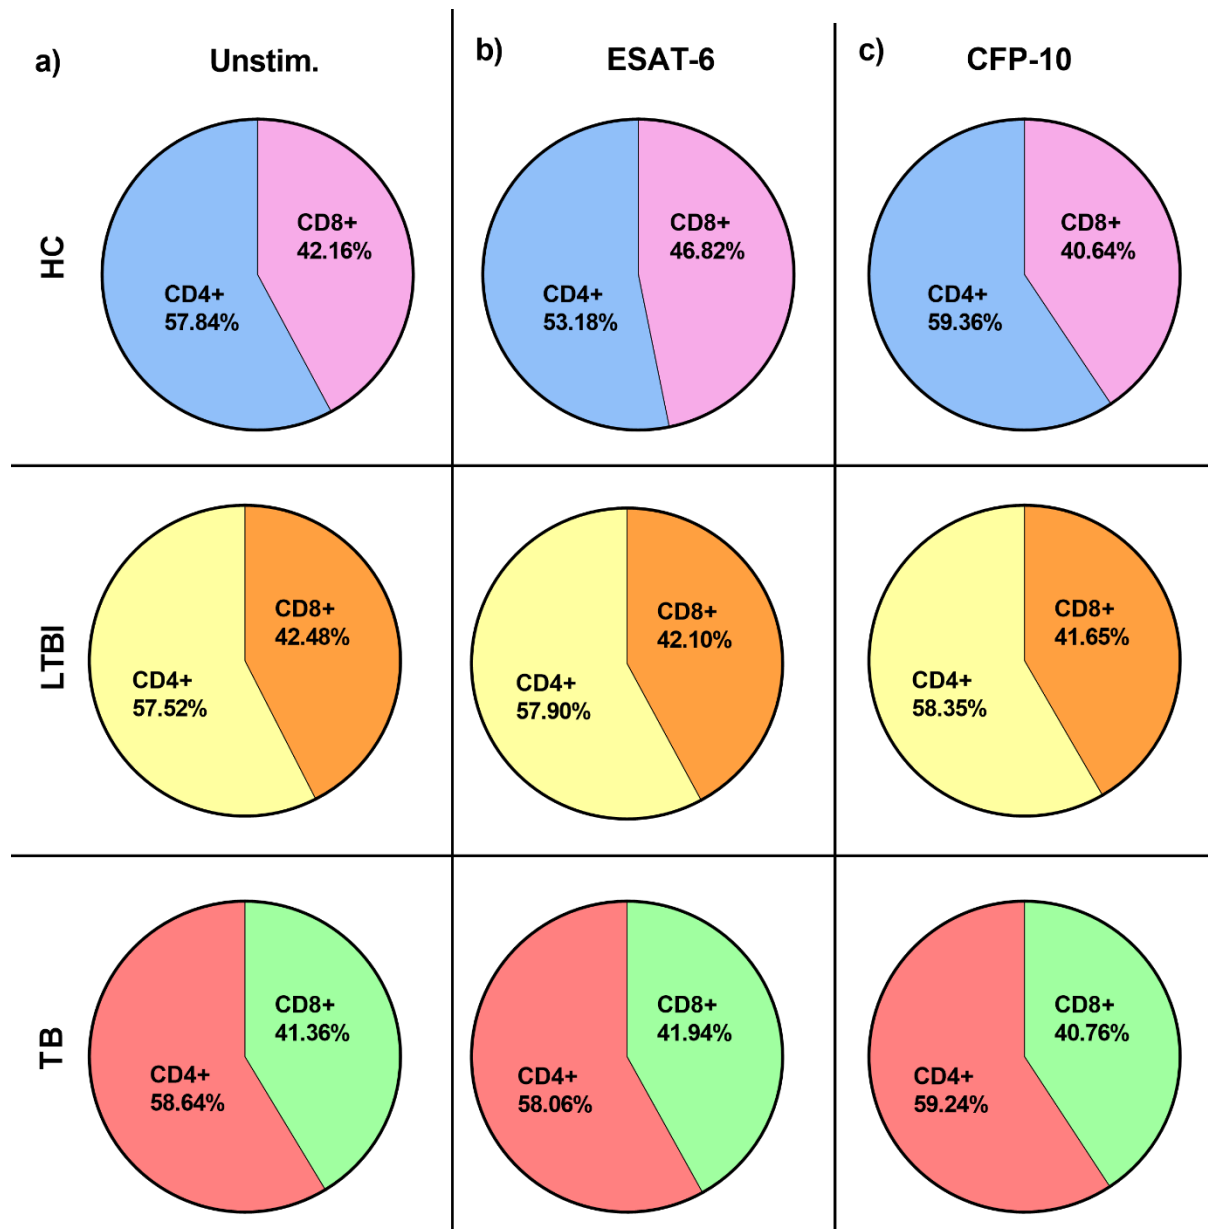 a)
Unstim.
b)
ESAT-6
c)
CFP-10
HC
CD8+
42.16%
CD4+
57.84%
CD8+
46.82%
CD4+
53.18%
CD8+
40.64%
CD4+
59.36%
LTBI
CD8+
42.48%
CD4+
57.52%
CD8+
42.10%
CD4+
57.90%
CD8+
41.65%
CD4+
58.35%
TB
CD8+
41.36%
CD4+
58.64%
CD8+
41.94%
CD4+
58.06%
CD8+
40.76%
CD4+
59.24%